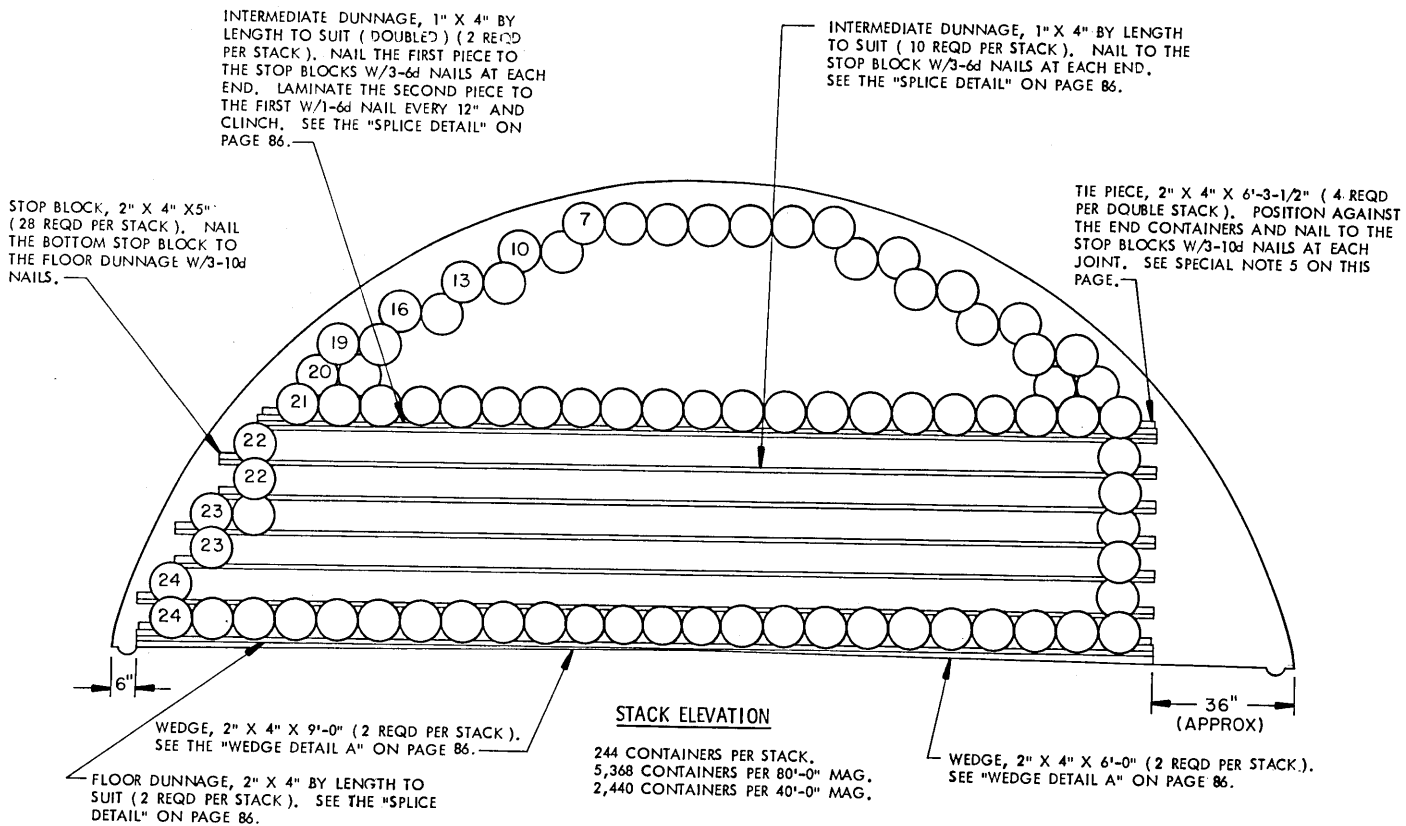 INTERMEDIATE DUNNAGE, 1" X 4" BY
LENGTH TO SUIT ( DOUBLED ) ( 2 REQD
PER STACK ). NAIL THE FIRST PIECE TO
THE STOP BLOCKS W/3-6d NAILS AT EACH
END. LAMINATE THE SECOND PIECE TO
THE FIRST W/1-6d NAIL EVERY 12" AND
CLINCH. SEE THE "SPLICE DETAIL" ON
PAGE 86.
INTERMEDIATE DUNNAGE, 1" X 4" BY LENGTH
TO SUIT ( 10 REQD PER STACK ). NAIL TO THE
STOP BLOCK W/3-6d NAILS AT EACH END.
SEE THE "SPLICE DETAIL" ON PAGE 86.
STOP BLOCK, 2" X 4" X5"
(28 REQD PER STACK ). NAIL
THE BOTTOM STOP BLOCK TO
THE FLOOR DUNNAGE W/3-10d
NAILS.
TIE PIECE, 2" X 4" X 6'-3-1/2" ( 4 REQD
PER DOUBLE STACK ). POSITION AGAINST
THE END CONTAINERS AND NAIL TO THE
STOP BLOCKS W/3-10d NAILS AT EACH
JOINT. SEE SPECIAL NOTE 5 ON THIS
PAGE.
7
10
13
16
19
20
21
22
22
23
23
24
24
6"
36"
(APPROX)
WEDGE, 2" X 4" X 9'-0" ( 2 REQD PER STACK ).
SEE THE "WEDGE DETAIL A" ON PAGE 86.
FLOOR DUNNAGE, 2" X 4" BY LENGTH TO
SUIT ( 2 REQD PER STACK ). SEE THE "SPLICE
DETAIL" ON PAGE 86.
STACK ELEVATION
244 CONTAINERS PER STACK.
5,368 CONTAINERS PER 80'-0" MAG.
2,440 CONTAINERS PER 40'-0" MAG.
WEDGE, 2" X 4" X 6'-0" ( 2 REQD PER STACK.).
SEE "WEDGE DETAIL A" ON PAGE 86.